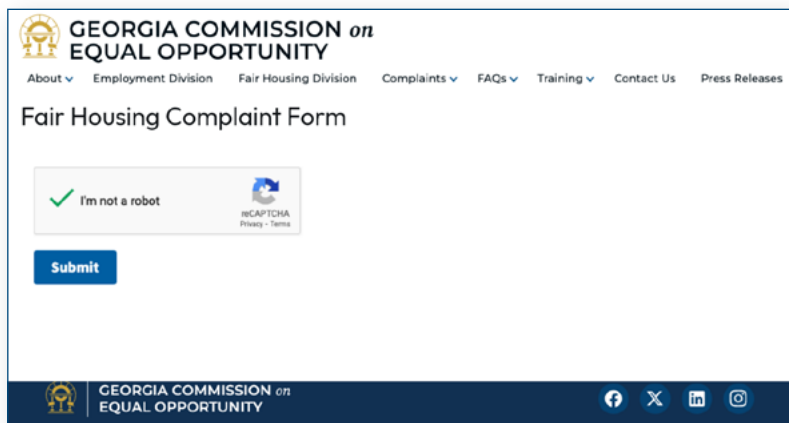 GEORGIA COMMISSION on
EQUAL OPPORTUNITY
About Employment Division Fair Housing Division Complaints FAQs Training Contact Us Press Releases
Fair Housing Complaint Form
I'm not a robot
reCAPTCHA
Privacy - Terms
Submit
GEORGIA COMMISSION on
EQUAL OPPORTUNITY